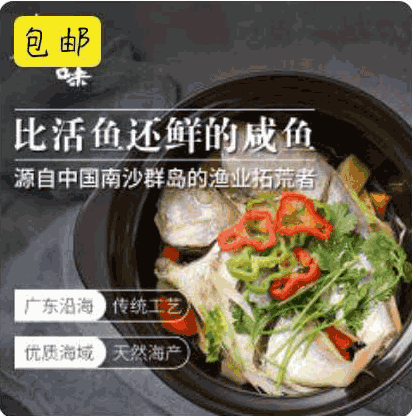 包邮
味
比活鱼还鲜的咸鱼
源自中国南沙群岛的渔业拓荒者
广东沿海 传统工艺
优质海域 天然海产